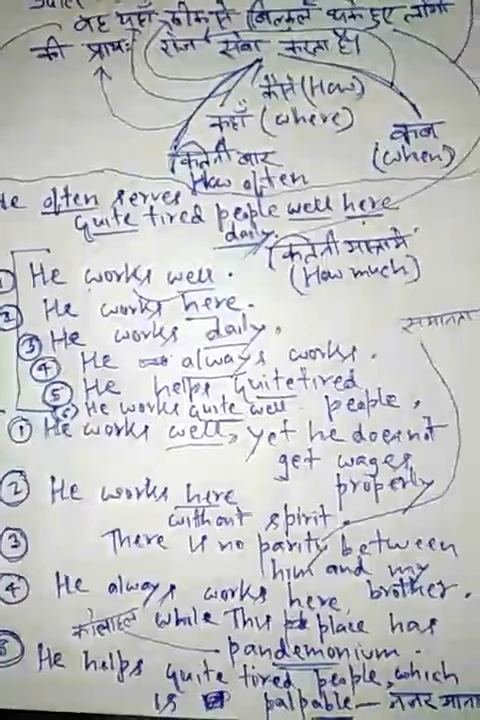 वह यहाँ ठीक से बिल्कुल थके हुए लोगों
की प्रायः रोज सेवा करता है।
कैसे (How)
कहाँ (where)
कब
(when)
कितनी बार
How often
He often serves
quite tired people well here
daily.
कितनी मात्रा में
(How much)
① He works well.
② He works here.
③ He works daily.
समानता
④ He always works.
⑤ He helps quite tired
people.
⑥ He works quite well
① He works well, yet he doesnot
get wages
properly
② He works here
without spirit.
③ There is no parity between
him and my
brother.
④ He always works here,
कोलाहल while This place has
pandemonium.
⑤ He helps quite tired people, which
is palpable— नजर आना